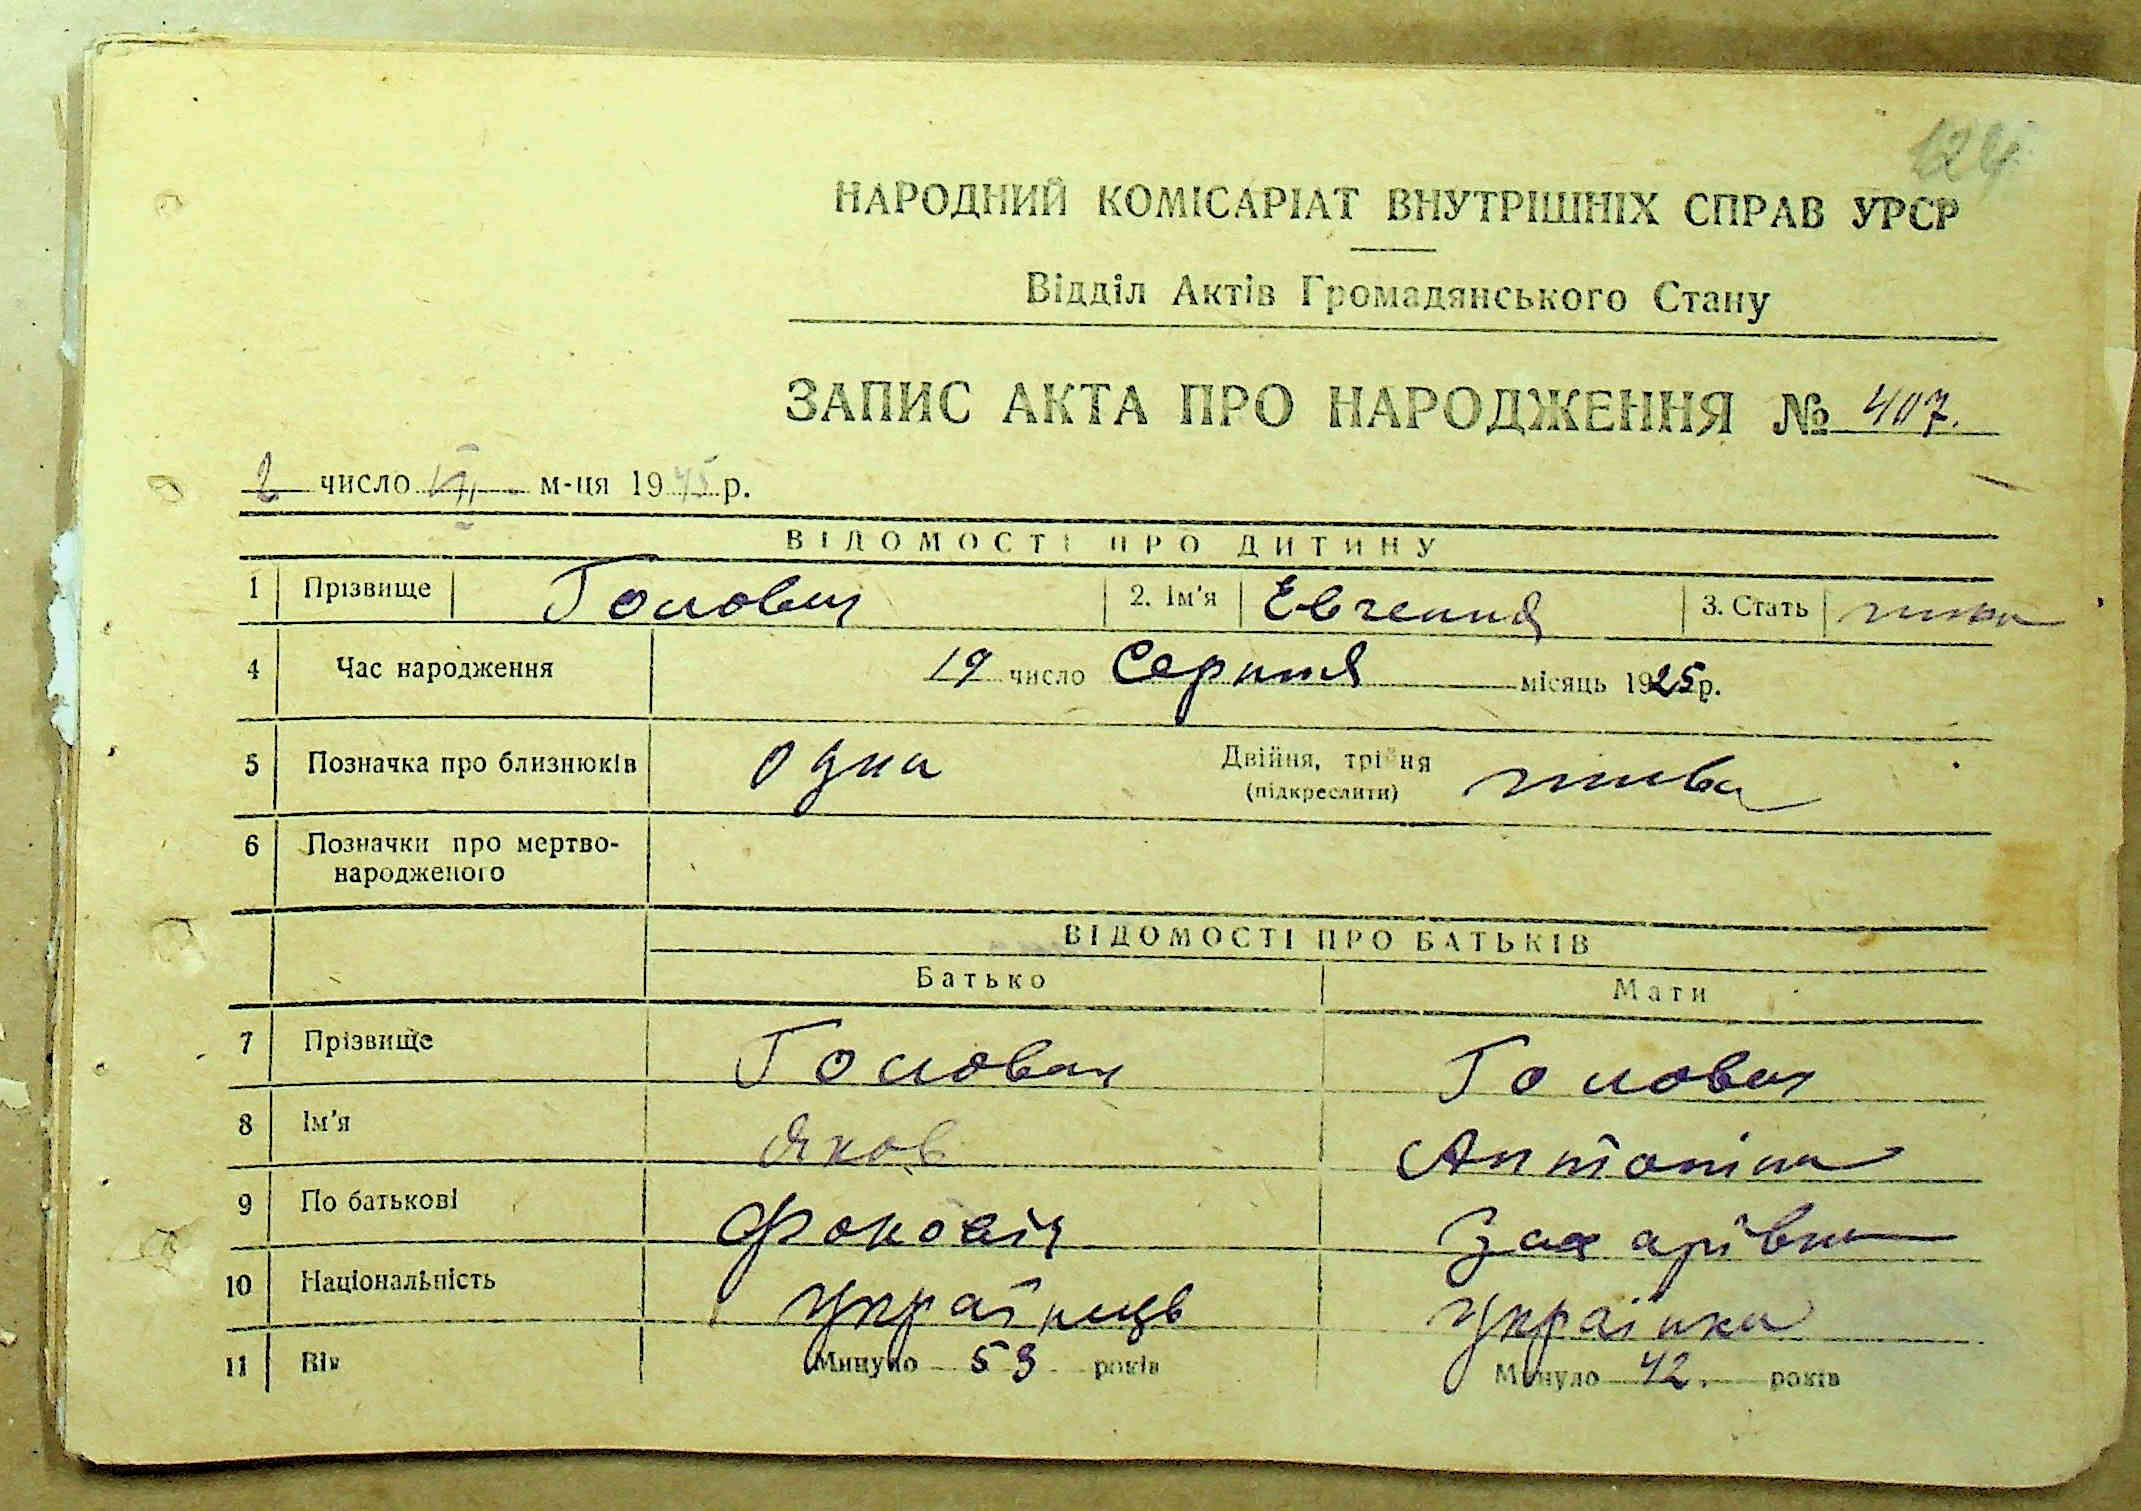 124
НАРОДНИЙ КОМІСАРІАТ ВНУТРІШНІХ СПРАВ УРСР
Відділ Актів Громадянського Стану
ЗАПИС АКТА ПРО НАРОДЖЕННЯ № 407.
2 число VII м-ця 1945 р.
ВІДОМОСТІ ПРО ДИТИНУ
1 Прізвище Головач 2. Ім'я Евгения 3. Стать
4 Час народження 19 число Серпня місяць 1925 р.
5 Позначка про близнюків одна Двійня, трійня
(підкреслити) жива
6 Позначки про мертво-
народженого
ВІДОМОСТІ ПРО БАТЬКІВ
Батько Мати
7 Прізвище Головач Головач
8 Ім'я Яков Антоніна
9 По батькові Фокович Захарівна
10 Національність Українець Українка
11 Вік Минуло 53 років Минуло 42. років